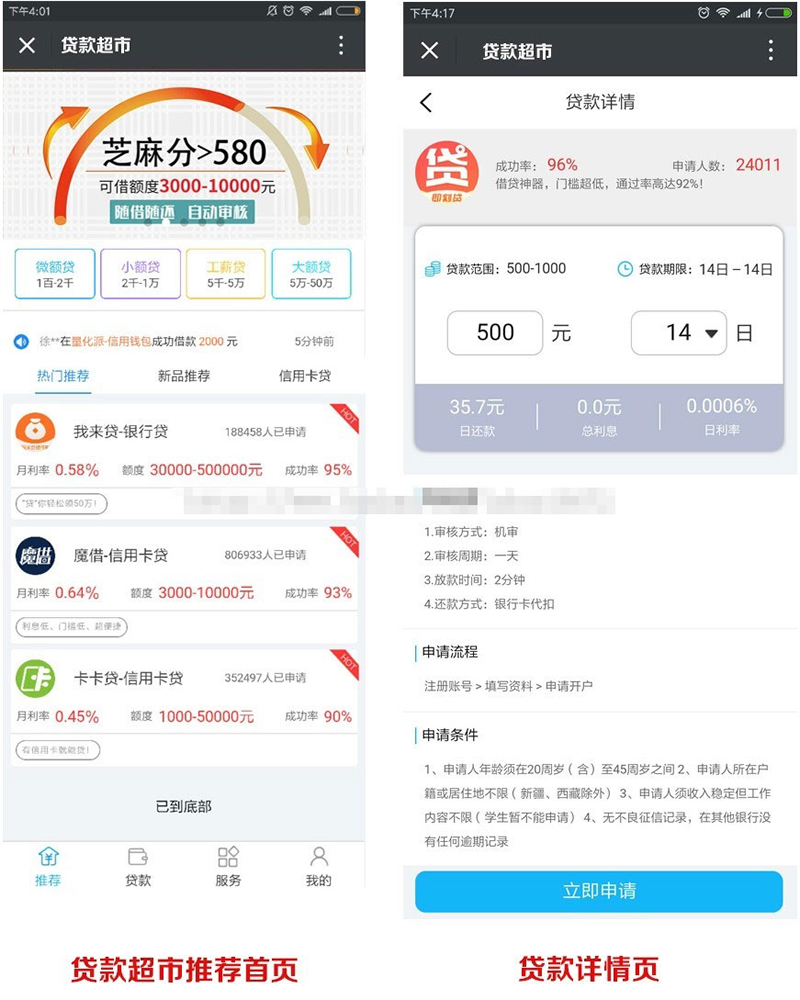 下午4:01
贷款超市
芝麻分>580
可借额度3000-10000元
随借随还 自动审核
微额贷
1百-2千
小额贷
2千-1万
工薪贷
5千-5万
大额贷
5万-50万
徐**在量化派-信用钱包成功借款 2000 元 5分钟前
热门推荐 新品推荐 信用卡贷
HOT
我来贷-银行贷 188458人已申请
月利率 0.58% 额度 30000-500000元 成功率 95%
“贷”你轻松领50万!
HOT
魔借
魔借-信用卡贷 806933人已申请
月利率 0.64% 额度 3000-10000元 成功率 93%
利息低、门槛低、超便捷
HOT
卡卡贷-信用卡贷 352497人已申请
月利率 0.45% 额度 1000-50000元 成功率 90%
有信用卡就能贷!
已到底部
推荐 贷款 服务 我的
贷款超市推荐首页
下午4:17
贷款超市
贷款详情
贷
即刻贷
成功率: 96% 申请人数: 24011
借贷神器，门槛超低，通过率高达92%!
贷款范围: 500-1000 贷款期限: 14日－14日
500 元 14 日
35.7元 0.0元 0.0006%
日还款 总利息 日利率
1.审核方式: 机审
2.审核周期: 一天
3.放款时间: 2分钟
4.还款方式: 银行卡代扣
申请流程
注册账号 > 填写资料 > 申请开户
申请条件
1、申请人年龄须在20周岁（含）至45周岁之间 2、申请人所在户
籍或居住地不限（新疆、西藏除外） 3、申请人须收入稳定但工作
内容不限（学生暂不能申请） 4、无不良征信记录，在其他银行没
有任何逾期记录
立即申请
贷款详情页